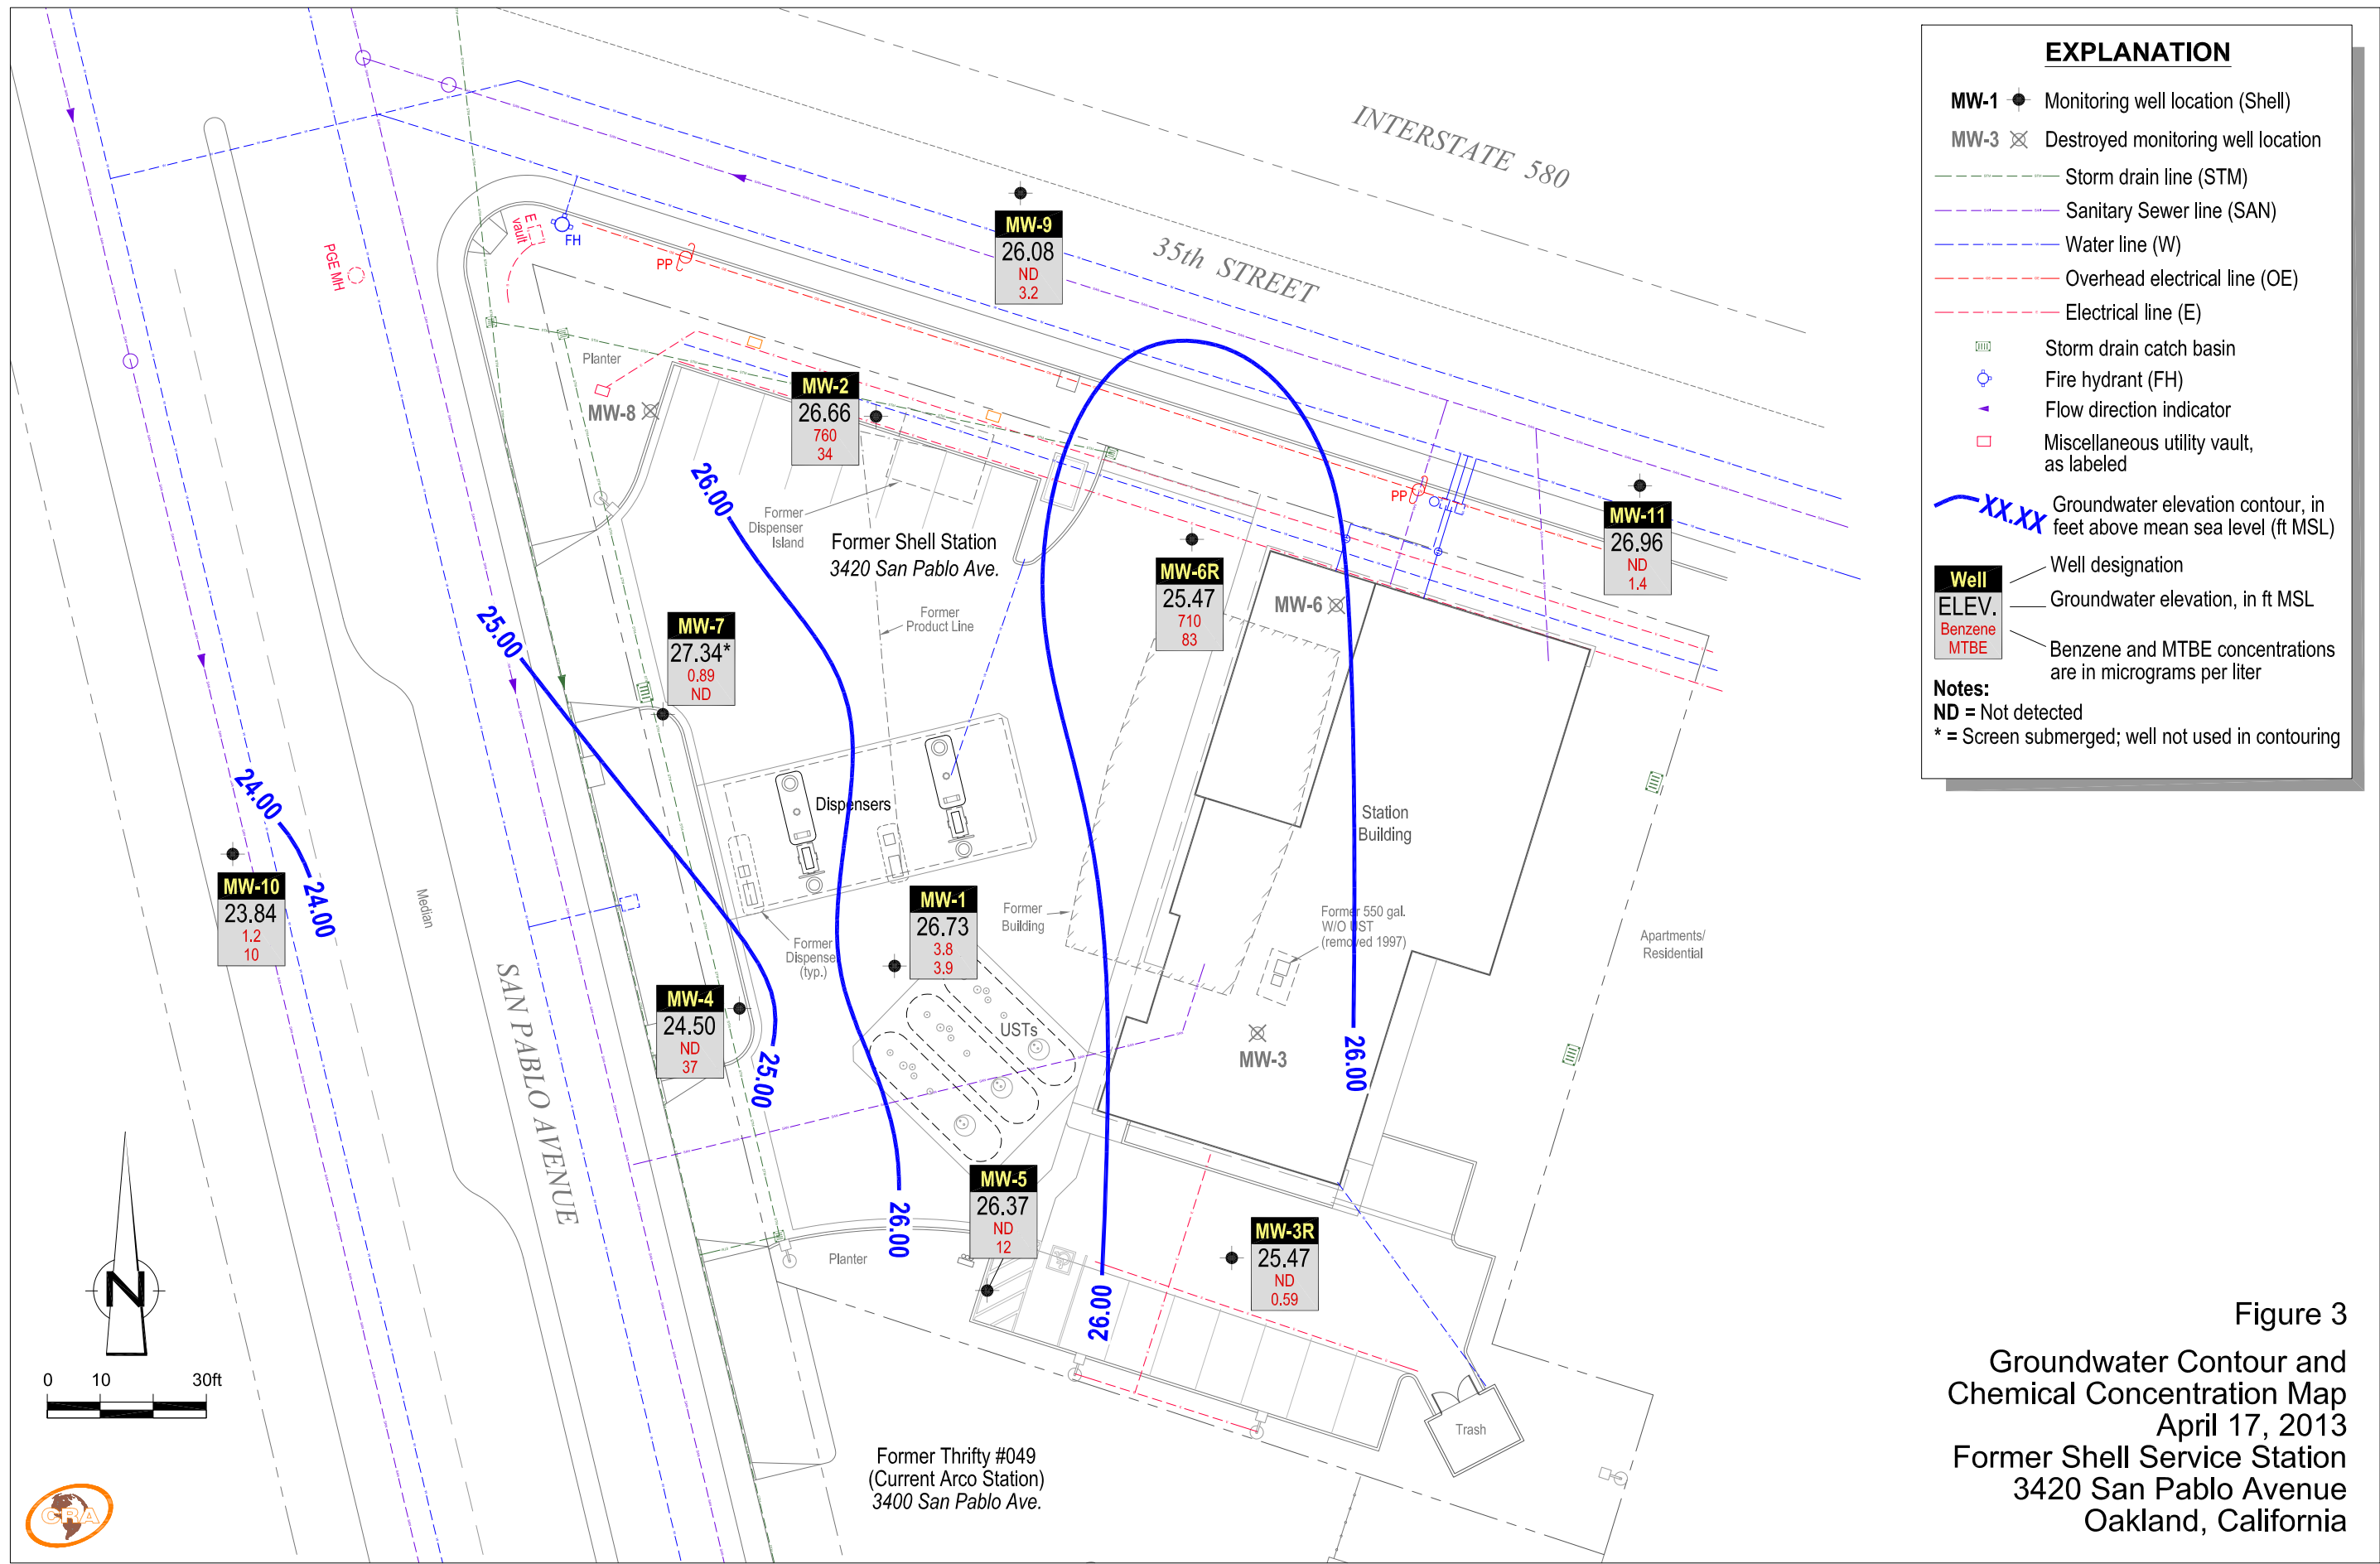 INTERSTATE 580
35th STREET
E
vault
FH
PGE MH
PP
MW-9
26.08
ND
3.2
Planter
MW-8
MW-2
26.66
760
34
26.00
Former
Dispenser
Island
Former Shell Station
3420 San Pablo Ave.
PP
MW-11
26.96
ND
1.4
MW-6R
25.47
710
83
MW-6
25.00
MW-7
27.34*
0.89
ND
Former
Product Line
24.00
Dispensers
Station
Building
MW-10
23.84
1.2
10
24.00
Median
SAN PABLO AVENUE
MW-1
26.73
3.8
3.9
Former
Building
Former 550 gal.
W/O UST
(removed 1997)
Apartments/
Residential
Former
Dispenser
(typ.)
MW-4
24.50
ND
37
25.00
USTs
MW-3
26.00
MW-5
26.37
ND
12
26.00
Planter
MW-3R
25.47
ND
0.59
26.00
N
0 10 30ft
CRA
Trash
Former Thrifty #049
(Current Arco Station)
3400 San Pablo Ave.
EXPLANATION
MW-1 Monitoring well location (Shell)
MW-3 Destroyed monitoring well location
Storm drain line (STM)
Sanitary Sewer line (SAN)
Water line (W)
Overhead electrical line (OE)
Electrical line (E)
Storm drain catch basin
Fire hydrant (FH)
Flow direction indicator
Miscellaneous utility vault,
as labeled
XX.XX Groundwater elevation contour, in
feet above mean sea level (ft MSL)
Well
ELEV.
Benzene
MTBE
Well designation
Groundwater elevation, in ft MSL
Benzene and MTBE concentrations
are in micrograms per liter
Notes:
ND = Not detected
* = Screen submerged; well not used in contouring
Figure 3
Groundwater Contour and
Chemical Concentration Map
April 17, 2013
Former Shell Service Station
3420 San Pablo Avenue
Oakland, California